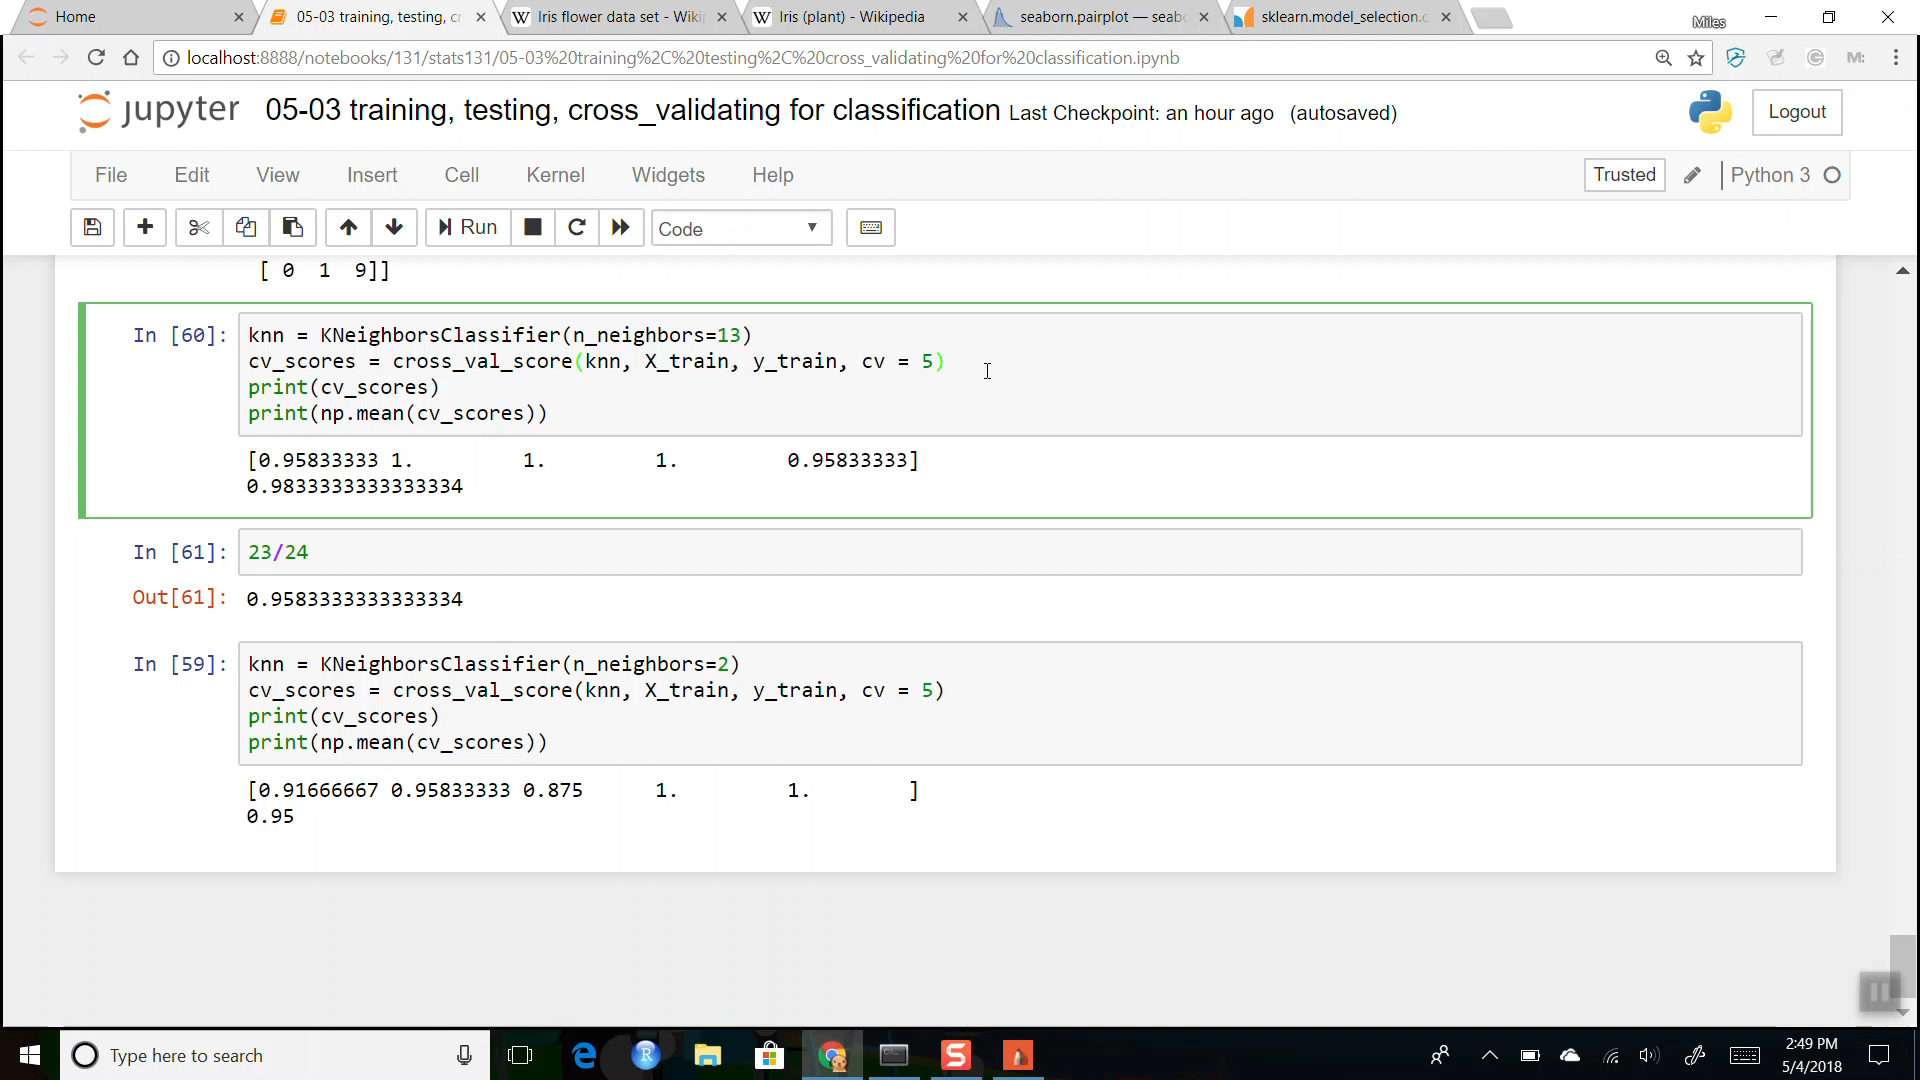 Home
05-03 training, testing, cr
Iris flower data set - Wiki
Iris (plant) - Wikipedia
seaborn.pairplot — seab
sklearn.model_selection.c
Miles
localhost:8888/notebooks/131/stats131/05-03%20training%2C%20testing%2C%20cross_validating%20for%20classification.ipynb
jupyter 05-03 training, testing, cross_validating for classification Last Checkpoint: an hour ago (autosaved)
Logout
File Edit View Insert Cell Kernel Widgets Help
Trusted Python 3
Run Code
[ 0 1 9]]
In [60]: knn = KNeighborsClassifier(n_neighbors=13)
cv_scores = cross_val_score(knn, X_train, y_train, cv = 5)
print(cv_scores)
print(np.mean(cv_scores))
[0.95833333 1. 1. 1. 0.95833333]
0.9833333333333334
In [61]: 23/24
Out[61]: 0.9583333333333334
In [59]: knn = KNeighborsClassifier(n_neighbors=2)
cv_scores = cross_val_score(knn, X_train, y_train, cv = 5)
print(cv_scores)
print(np.mean(cv_scores))
[0.91666667 0.95833333 0.875 1. 1. ]
0.95
Type here to search
2:49 PM
5/4/2018